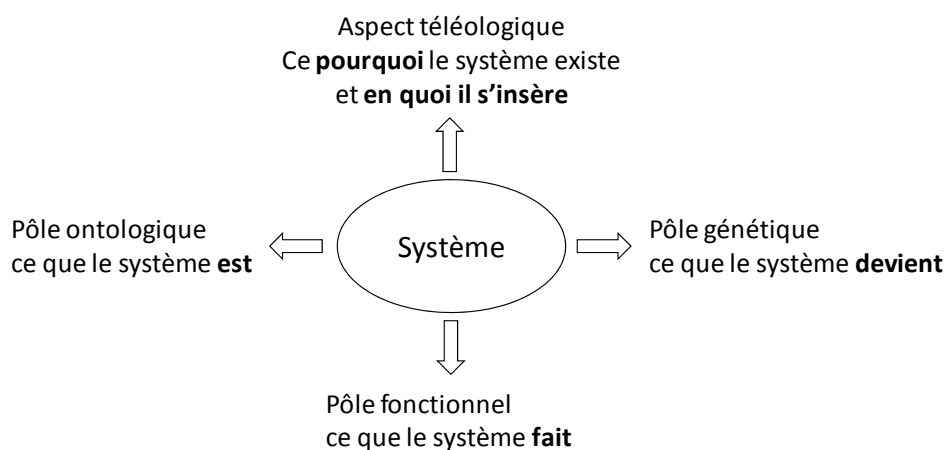 Aspect téléologique
Ce pourquoi le système existe
et en quoi il s’insère
Pôle ontologique
ce que le système est
Système
Pôle génétique
ce que le système devient
Pôle fonctionnel
ce que le système fait